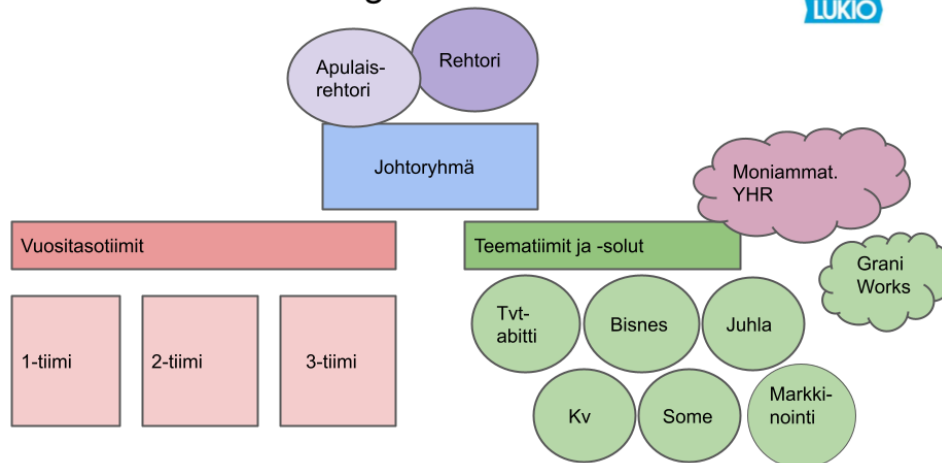 LUKIO
Apulais-
rehtori
Rehtori
Johtoryhmä
Moniammat.
YHR
Vuositasotiimit
Teematiimit ja -solut
Grani
Works
1-tiimi
2-tiimi
3-tiimi
Tvt-
abitti
Bisnes
Juhla
Kv
Some
Markki-
nointi